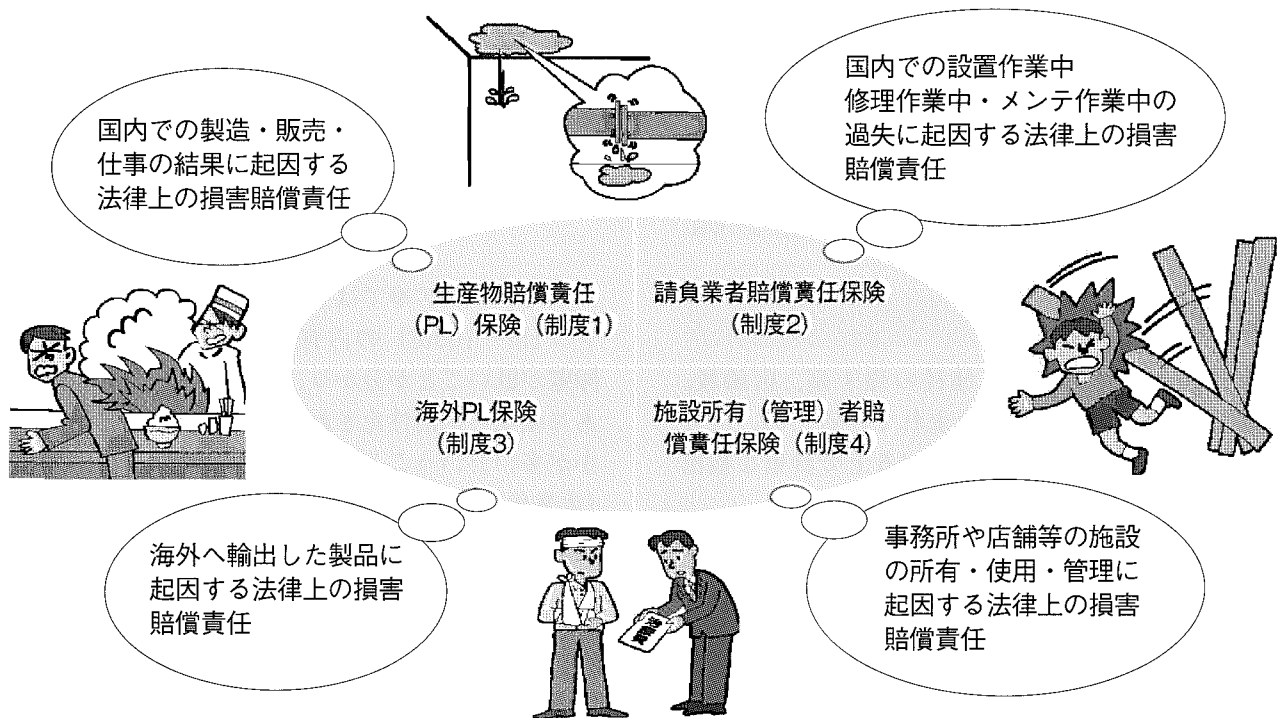 国内での製造・販売・
仕事の結果に起因する
法律上の損害賠償責任
国内での設置作業中
修理作業中・メンテ作業中の
過失に起因する法律上の損害
賠償責任
生産物賠償責任
（PL）保険（制度1）
請負業者賠償責任保険
（制度2）
海外PL保険
（制度3）
施設所有（管理）者賠
償責任保険（制度4）
海外へ輸出した製品に
起因する法律上の損害
賠償責任
事務所や店舗等の施設
の所有・使用・管理に
起因する法律上の損害
賠償責任